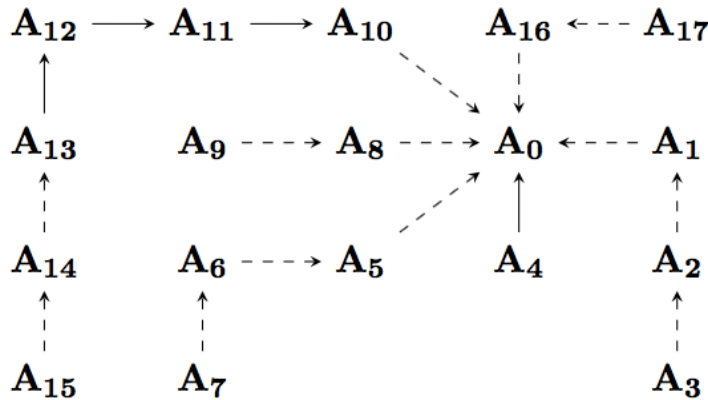 A₁₂ A₁₁ A₁₀ A₁₆ A₁₇
A₁₃ A₉ A₈ A₀ A₁
A₁₄ A₆ A₅ A₄ A₂
A₁₅ A₇ A₃